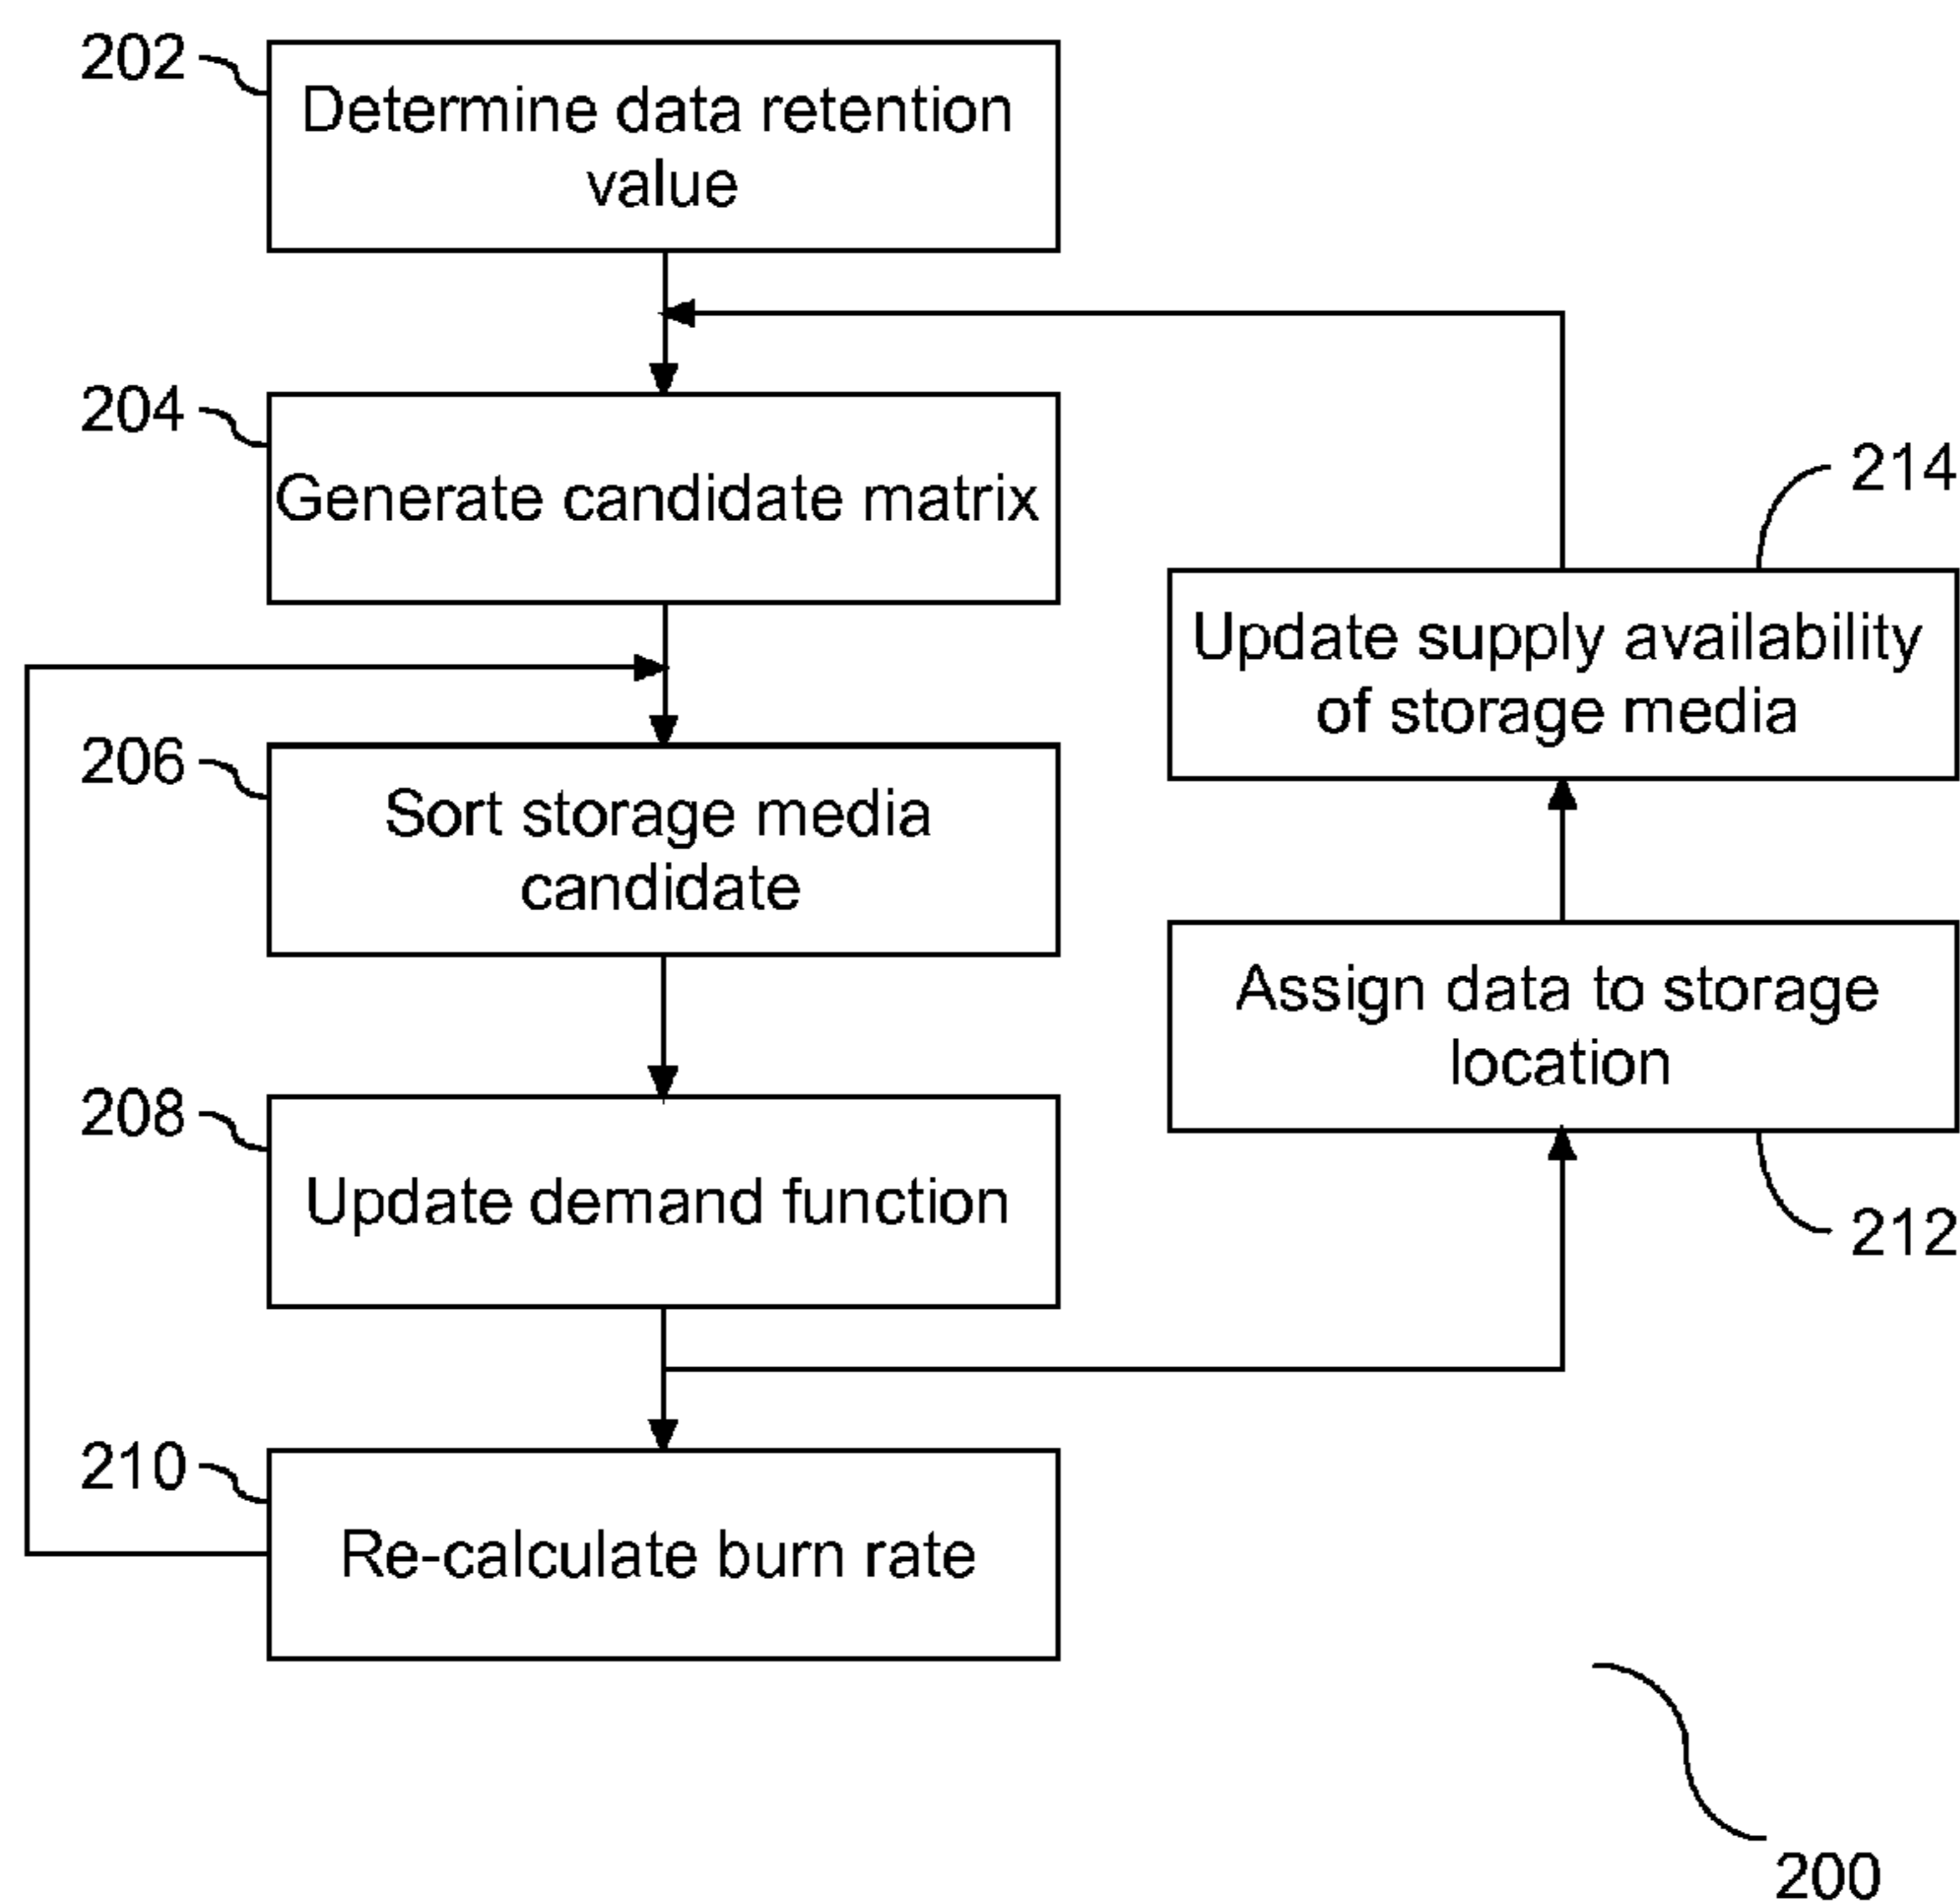 202
Determine data retention
value
204
Generate candidate matrix
214
Update supply availability
of storage media
206
Sort storage media
candidate
Assign data to storage
location
208
Update demand function
212
210
Re-calculate burn rate
200